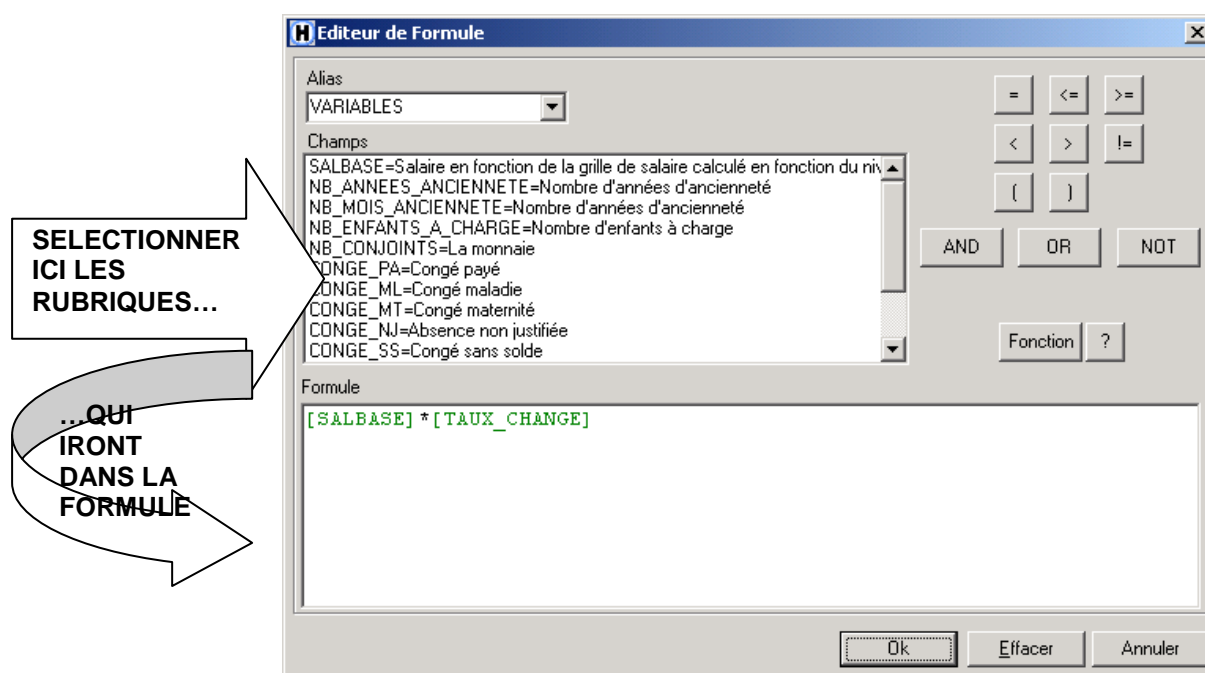 Editeur de Formule
Alias
VARIABLES
= <= >=
Champs
< > !=
SALBASE=Salaire en fonction de la grille de salaire calculé en fonction du niv
NB_ANNEES_ANCIENNETE=Nombre d'années d'ancienneté
( )
NB_MOIS_ANCIENNETE=Nombre d'années d'ancienneté
NB_ENFANTS_A_CHARGE=Nombre d'enfants à charge
NB_CONJOINTS=La monnaie
AND OR NOT
CONGE_PA=Congé payé
CONGE_ML=Congé maladie
CONGE_MT=Congé maternité
CONGE_NJ=Absence non justifiée
CONGE_SS=Congé sans solde
Fonction ?
SELECTIONNER
ICI LES
RUBRIQUES…
Formule
[SALBASE]*[TAUX_CHANGE]
…QUI
IRONT
DANS LA
FORMULE
Ok Effacer Annuler